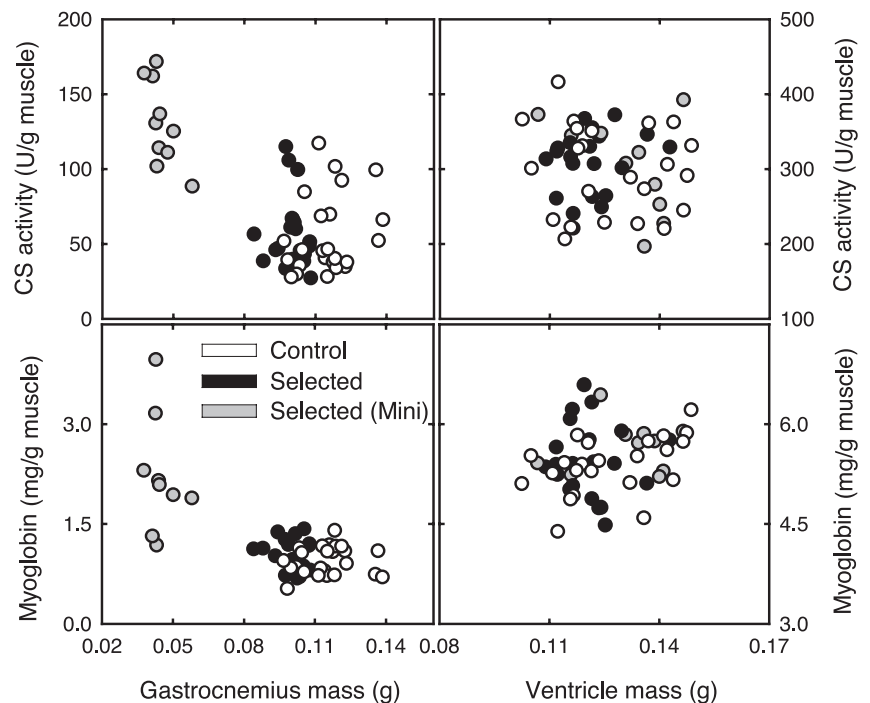 200
150
100
50
0
CS activity (U/g muscle)
500
400
300
200
100
CS activity (U/g muscle)
Control
Selected
Selected (Mini)
3.0
1.5
0.0
Myoglobin (mg/g muscle)
6.0
4.5
3.0
Myoglobin (mg/g muscle)
0.02 0.05 0.08 0.11 0.14
0.08 0.11 0.14 0.17
Gastrocnemius mass (g)
Ventricle mass (g)